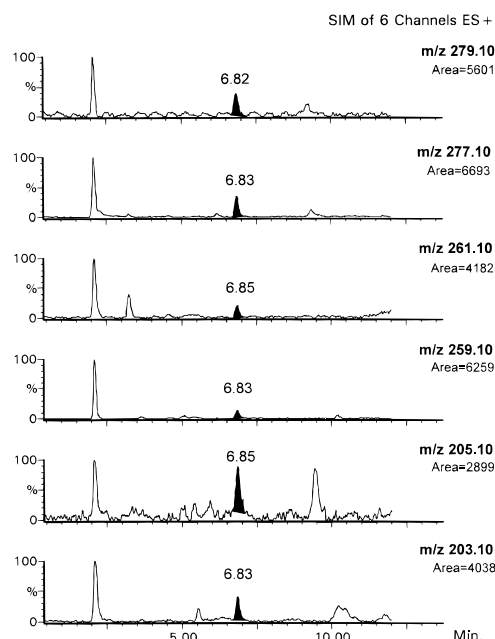 SIM of 6 Channels ES +
m/z 279.10
Area=5601
100
6.82
%
0
m/z 277.10
Area=6693
100
6.83
%
0
m/z 261.10
Area=4182
100
6.85
%
0
m/z 259.10
Area=6259
100
6.83
%
0
m/z 205.10
Area=2899
100
6.85
%
0
m/z 203.10
Area=4038
100
6.83
%
0
5.00 10.00 Min